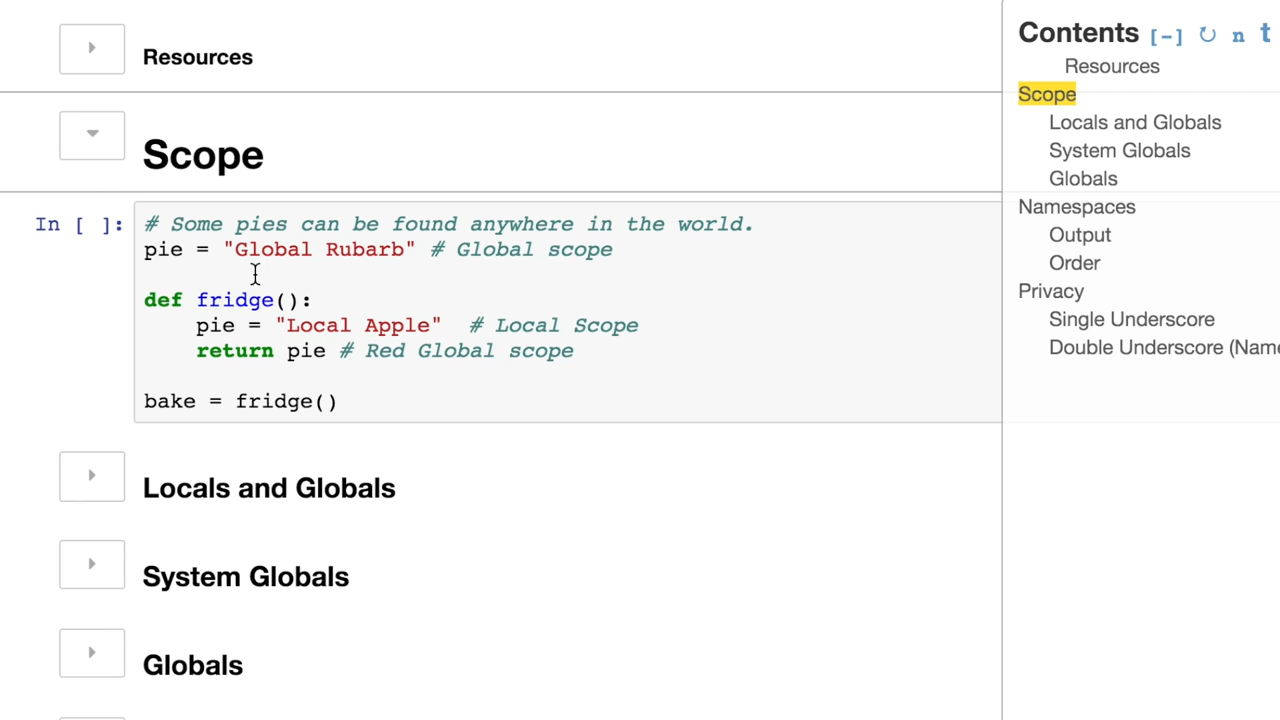 Resources
Scope
In [ ]:
# Some pies can be found anywhere in the world.
pie = "Global Rubarb" # Global scope
def fridge():
    pie = "Local Apple"  # Local Scope
    return pie # Red Global scope
bake = fridge()
Locals and Globals
System Globals
Globals
Contents [-] ↻ n t
Resources
Scope
Locals and Globals
System Globals
Globals
Namespaces
Output
Order
Privacy
Single Underscore
Double Underscore (Name